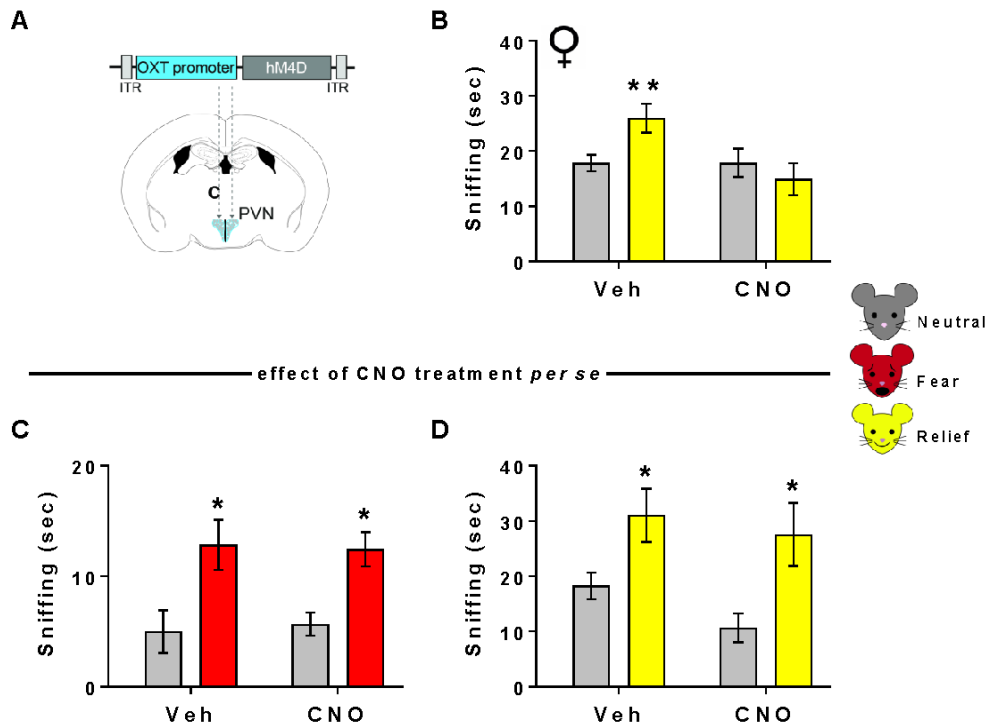 A
OXT promoter hM4D
ITR ITR
C
PVN
B
♀
Sniffing (sec)
40
30
20
10
0
**
Veh CNO
Neutral
Fear
Relief
effect of CNO treatment per se
C
Sniffing (sec)
20
10
0
* *
Veh CNO
D
Sniffing (sec)
40
30
20
10
0
* *
Veh CNO